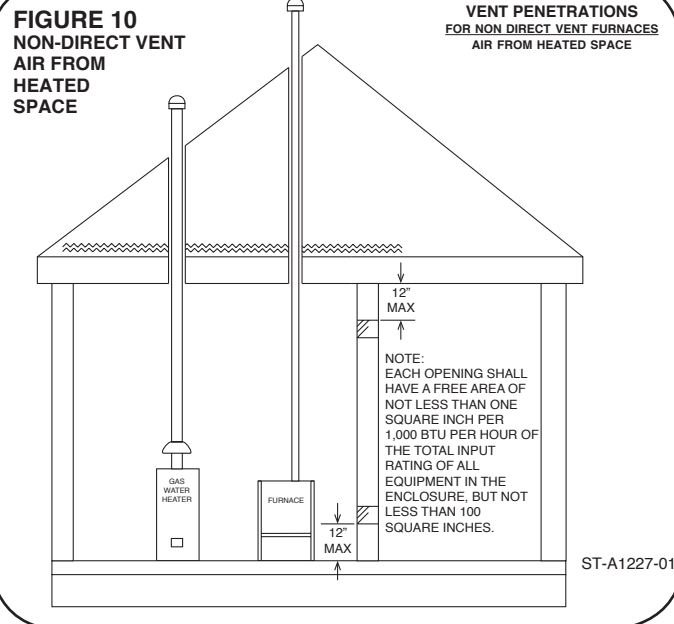 FIGURE 10
NON-DIRECT VENT
AIR FROM
HEATED
SPACE
VENT PENETRATIONS
FOR NON DIRECT VENT FURNACES
AIR FROM HEATED SPACE
12"
MAX
NOTE:
EACH OPENING SHALL
HAVE A FREE AREA OF
NOT LESS THAN ONE
SQUARE INCH PER
1,000 BTU PER HOUR OF
THE TOTAL INPUT
RATING OF ALL
EQUIPMENT IN THE
ENCLOSURE, BUT NOT
LESS THAN 100
SQUARE INCHES.
GAS
WATER
HEATER
FURNACE
12"
MAX
ST-A1227-01